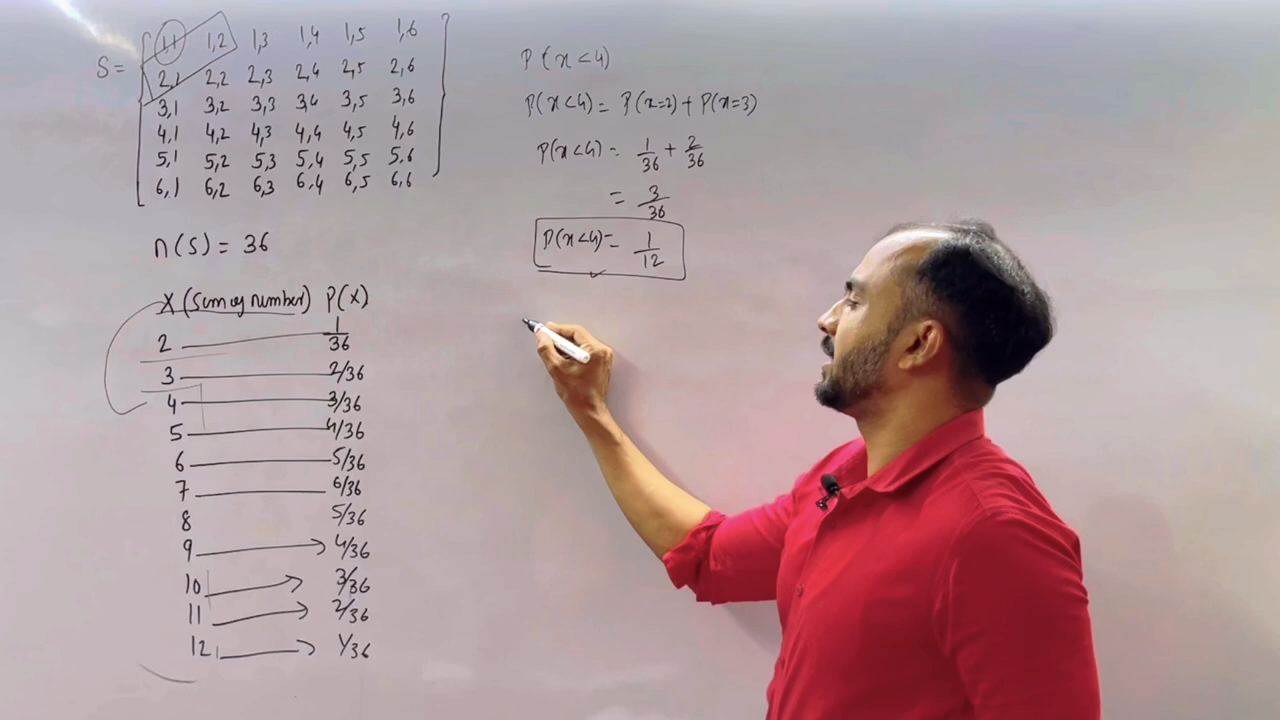 S = [ 1,1 1,2 1,3 1,4 1,5 1,6
2,1 2,2 2,3 2,4 2,5 2,6
3,1 3,2 3,3 3,4 3,5 3,6
4,1 4,2 4,3 4,4 4,5 4,6
5,1 5,2 5,3 5,4 5,5 5,6
6,1 6,2 6,3 6,4 6,5 6,6 ]
n(S) = 36
X (Sum of number) P(X)
2 1/36
3 2/36
4 3/36
5 4/36
6 5/36
7 6/36
8 5/36
9 → 4/36
10 → 3/36
11 → 2/36
12 → 1/36
P(x<4)
P(x<4) = P(x=2) + P(x=3)
P(x<4) = 1/36 + 2/36
= 3/36
P(x<4) = 1/12